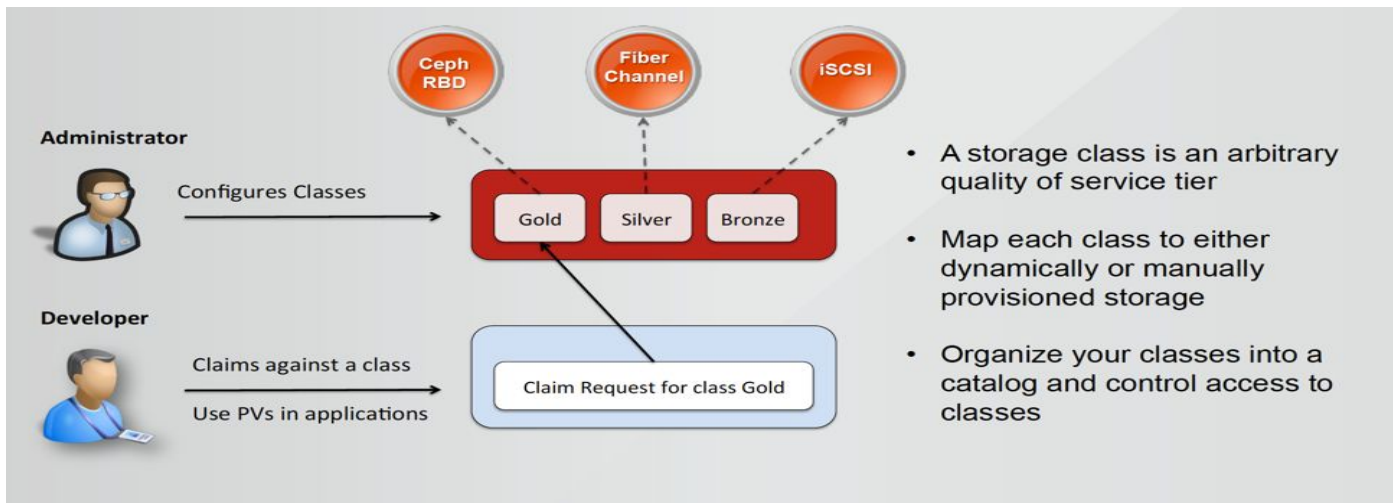 Ceph
RBD
Fiber
Channel
iSCSI
Administrator
Configures Classes
Gold
Silver
Bronze
Developer
Claims against a class
Use PVs in applications
Claim Request for class Gold
• A storage class is an arbitrary
quality of service tier
• Map each class to either
dynamically or manually
provisioned storage
• Organize your classes into a
catalog and control access to
classes